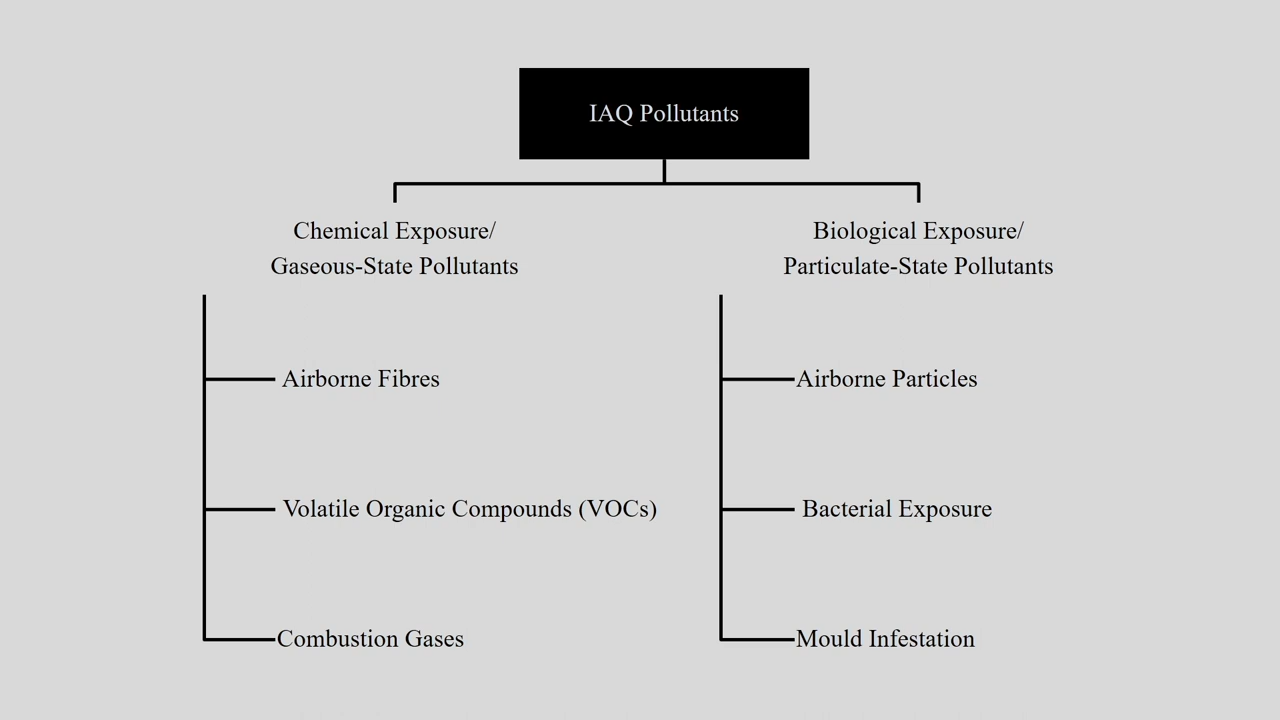 IAQ Pollutants
Chemical Exposure/
Gaseous-State Pollutants
Airborne Fibres
Volatile Organic Compounds (VOCs)
Combustion Gases
Biological Exposure/
Particulate-State Pollutants
Airborne Particles
Bacterial Exposure
Mould Infestation